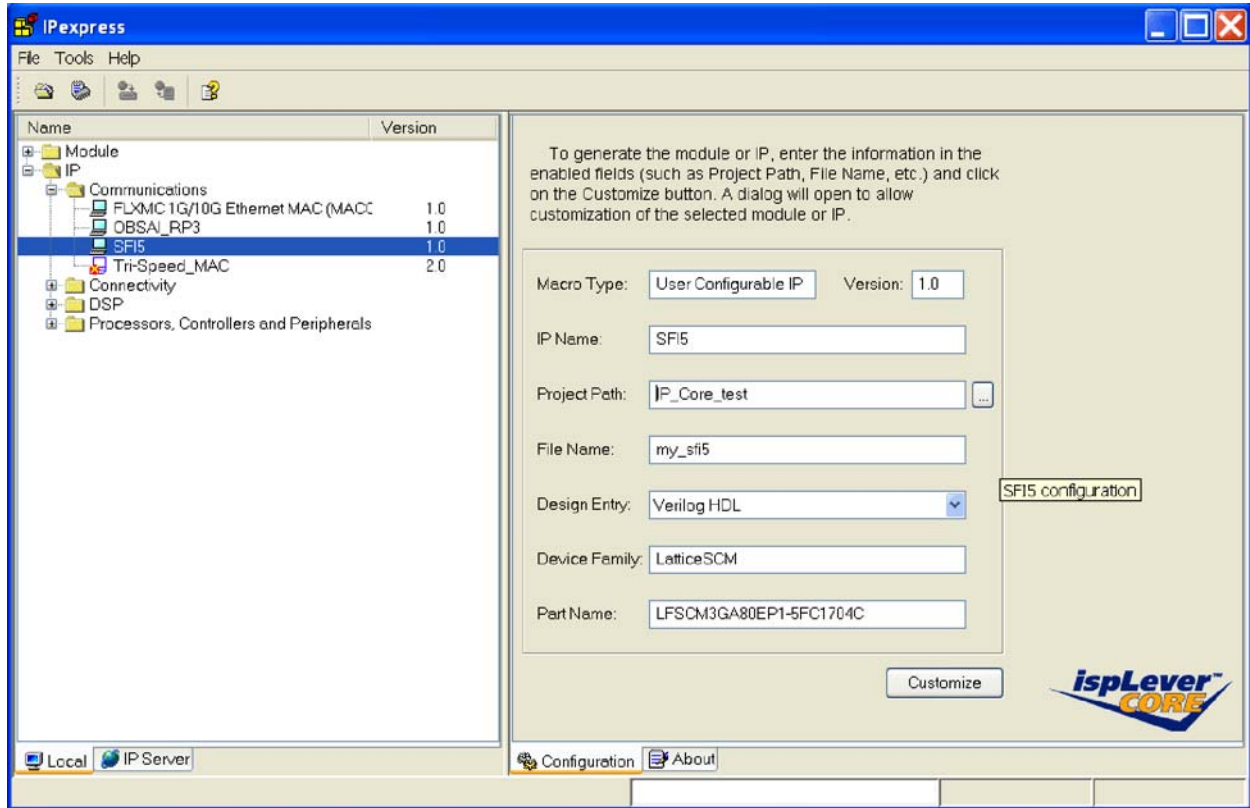 IPexpress
File Tools Help
Name Version
Module
IP
Communications
FLXMC 1G/10G Ethernet MAC (MACC 1.0
OBSAI_RP3 1.0
SFI5 1.0
Tri-Speed_MAC 2.0
Connectivity
DSP
Processors, Controllers and Peripherals
Local IP Server
To generate the module or IP, enter the information in the
enabled fields (such as Project Path, File Name, etc.) and click
on the Customize button. A dialog will open to allow
customization of the selected module or IP.
Macro Type: User Configurable IP Version: 1.0
IP Name: SFI5
Project Path: IP_Core_test ...
File Name: my_sfi5
SFI5 configuration
Design Entry: Verilog HDL
Device Family: LatticeSCM
Part Name: LFSCM3GA80EP1-5FC1704C
Customize
ispLever™
CORE
Configuration About